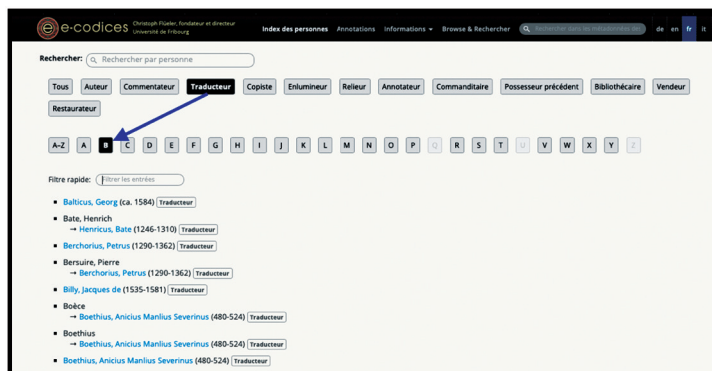 e-codices Christoph Flüeler, fondateur et directeur
Université de Fribourg
Index des personnes Annotations Informations Browse & Rechercher Rechercher dans les métadonnées des de en fr it
Rechercher: Rechercher par personne
Tous Auteur Commentateur Traducteur Copiste Enlumineur Relieur Annotateur Commanditaire Possesseur précédent Bibliothécaire Vendeur
Restaurateur
A-Z A B C D E F G H I J K L M N O P Q R S T U V W X Y Z
Filtre rapide: Filtrer les entrées
Balticus, Georg (ca. 1584) Traducteur
Bate, Henrich
→ Henricus, Bate (1246-1310) Traducteur
Berchorius, Petrus (1290-1362) Traducteur
Bersuire, Pierre
→ Berchorius, Petrus (1290-1362) Traducteur
Billy, Jacques de (1535-1581) Traducteur
Boèce
→ Boethius, Anicius Manlius Severinus (480-524) Traducteur
Boethius
→ Boethius, Anicius Manlius Severinus (480-524) Traducteur
Boethius, Anicius Manlius Severinus (480-524) Traducteur